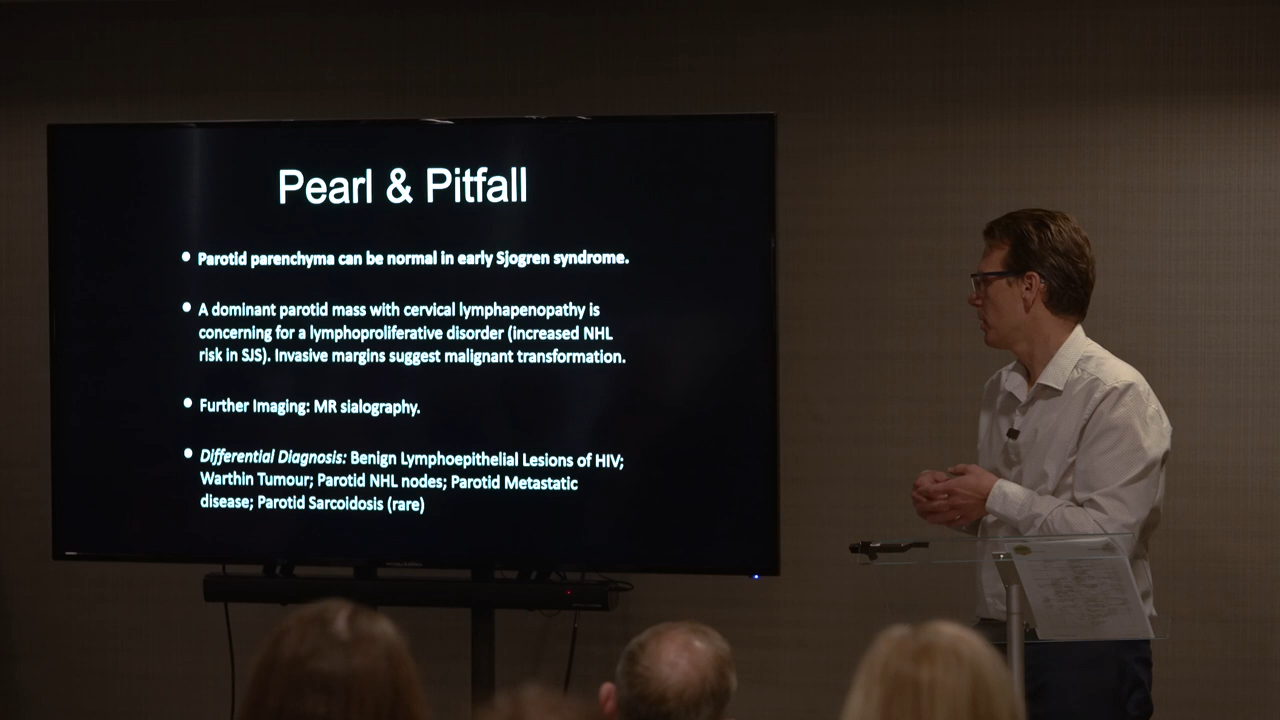 Pearl & Pitfall
• Parotid parenchyma can be normal in early Sjogren syndrome.
• A dominant parotid mass with cervical lymphapenopathy is
concerning for a lymphoproliferative disorder (increased NHL
risk in SJS). Invasive margins suggest malignant transformation.
• Further Imaging: MR sialography.
• Differential Diagnosis: Benign Lymphoepithelial Lesions of HIV;
Warthin Tumour; Parotid NHL nodes; Parotid Metastatic
disease; Parotid Sarcoidosis (rare)